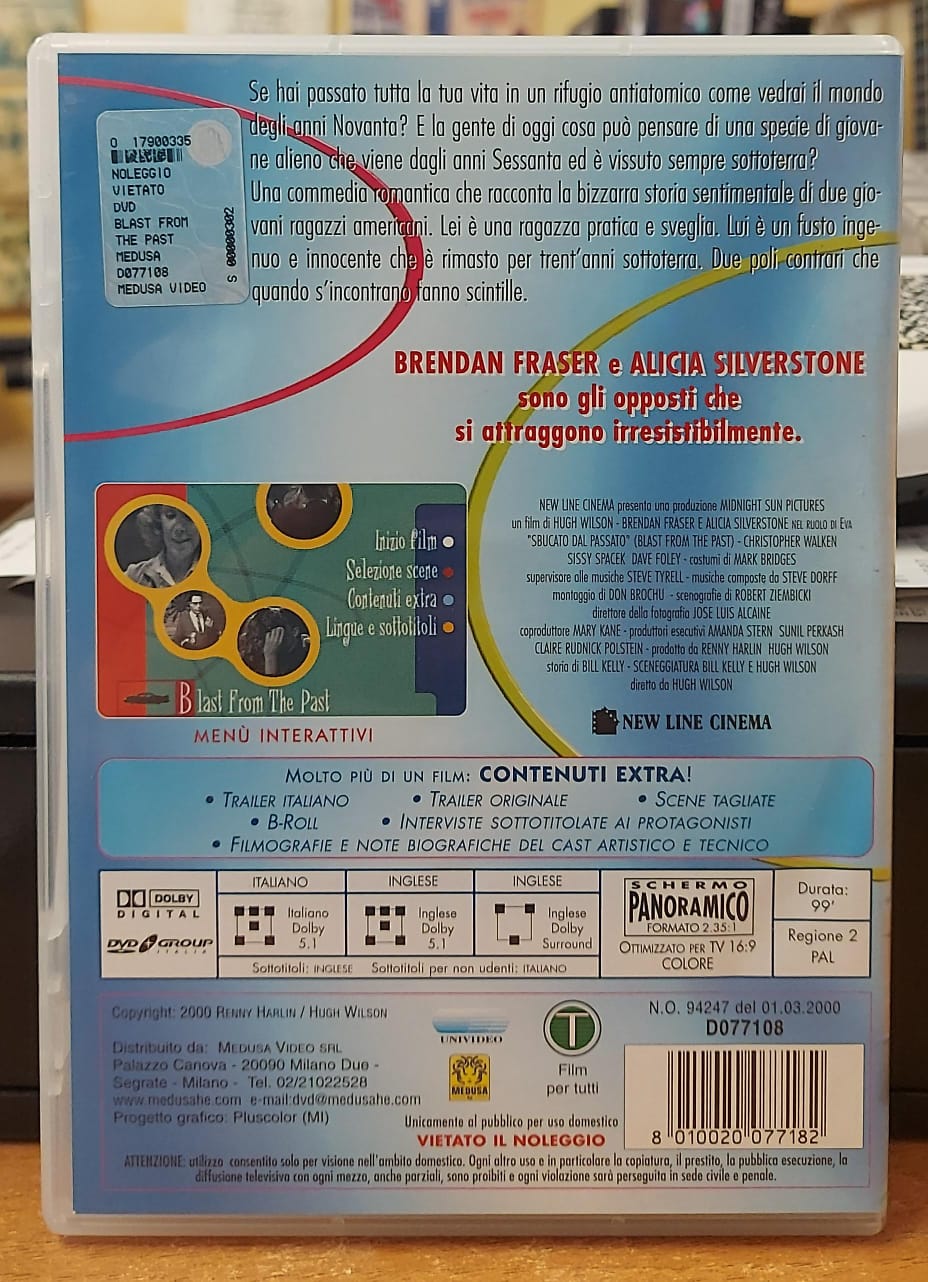 Se hai passato tutta la tua vita in un rifugio antiatomico come vedrai il mondo
degli anni Novanta? E la gente di oggi cosa può pensare di una specie di giova-
ne alieno che viene dagli anni Sessanta ed è vissuto sempre sottoterra?
Una commedia romantica che racconta la bizzarra storia sentimentale di due gio-
vani ragazzi americani. Lei è una ragazza pratica e sveglia. Lui è un fusto inge-
nuo e innocente che è rimasto per trent'anni sottoterra. Due poli contrari che
quando s'incontrano fanno scintille.
0 17900335
NOLEGGIO
VIETATO
DVD
BLAST FROM
THE PAST
MEDUSA
D077108
MEDUSA VIDEO
S 00000302
BRENDAN FRASER e ALICIA SILVERSTONE
sono gli opposti che
si attraggono irresistibilmente.
Inizio film
Selezione scene
Contenuti extra
Lingue e sottotitoli
Blast From The Past
MENÙ INTERATTIVI
NEW LINE CINEMA presenta una produzione MIDNIGHT SUN PICTURES
un film di HUGH WILSON - BRENDAN FRASER E ALICIA SILVERSTONE NEL RUOLO DI EVA
"SBUCATO DAL PASSATO" (BLAST FROM THE PAST) - CHRISTOPHER WALKEN
SISSY SPACEK DAVE FOLEY - costumi di MARK BRIDGES
supervisore alle musiche STEVE TYRELL - musiche composte da STEVE DORFF
montaggio di DON BROCHU - scenografie di ROBERT ZIEMBICKI
direttore della fotografia JOSE LUIS ALCAINE
coproduttore MARY KANE - produttori esecutivi AMANDA STERN SUNIL PERKASH
CLAIRE RUDNICK POLSTEIN - prodotto da RENNY HARLIN HUGH WILSON
storia di BILL KELLY - SCENEGGIATURA BILL KELLY E HUGH WILSON
diretto da HUGH WILSON
NEW LINE CINEMA
MOLTO PIÙ DI UN FILM: CONTENUTI EXTRA!
• TRAILER ITALIANO • TRAILER ORIGINALE • SCENE TAGLIATE
• B-ROLL • INTERVISTE SOTTOTITOLATE AI PROTAGONISTI
• FILMOGRAFIE E NOTE BIOGRAFICHE DEL CAST ARTISTICO E TECNICO
DOLBY
DIGITAL
DVD GROUP
ITALIA
ITALIANO
Italiano
Dolby
5.1
INGLESE
Inglese
Dolby
5.1
INGLESE
Inglese
Dolby
Surround
Sottotitoli: INGLESE Sottotitoli per non udenti: ITALIANO
SCHERMO
PANORAMICO
FORMATO 2.35:1
OTTIMIZZATO PER TV 16:9
COLORE
Durata:
99'
Regione 2
PAL
Copyright: 2000 RENNY HARLIN / HUGH WILSON
Distribuito da: MEDUSA VIDEO SRL
Palazzo Canova - 20090 Milano Due -
Segrate - Milano - Tel. 02/21022528
www.medusahe.com e-mail:dvd@medusahe.com
Progetto grafico: Pluscolor (MI)
UNIVIDEO
MEDUSA
T
Film
per tutti
N.O. 94247 del 01.03.2000
D077108
Unicamente al pubblico per uso domestico
VIETATO IL NOLEGGIO
8 010020 077182
ATTENZIONE: utilizzo consentito solo per visione nell'ambito domestico. Ogni altro uso e in particolare la copiatura, il prestito, la pubblica esecuzione, la
diffusione televisiva con ogni mezzo, anche parziali, sono proibiti e ogni violazione sarà perseguita in sede civile e penale.